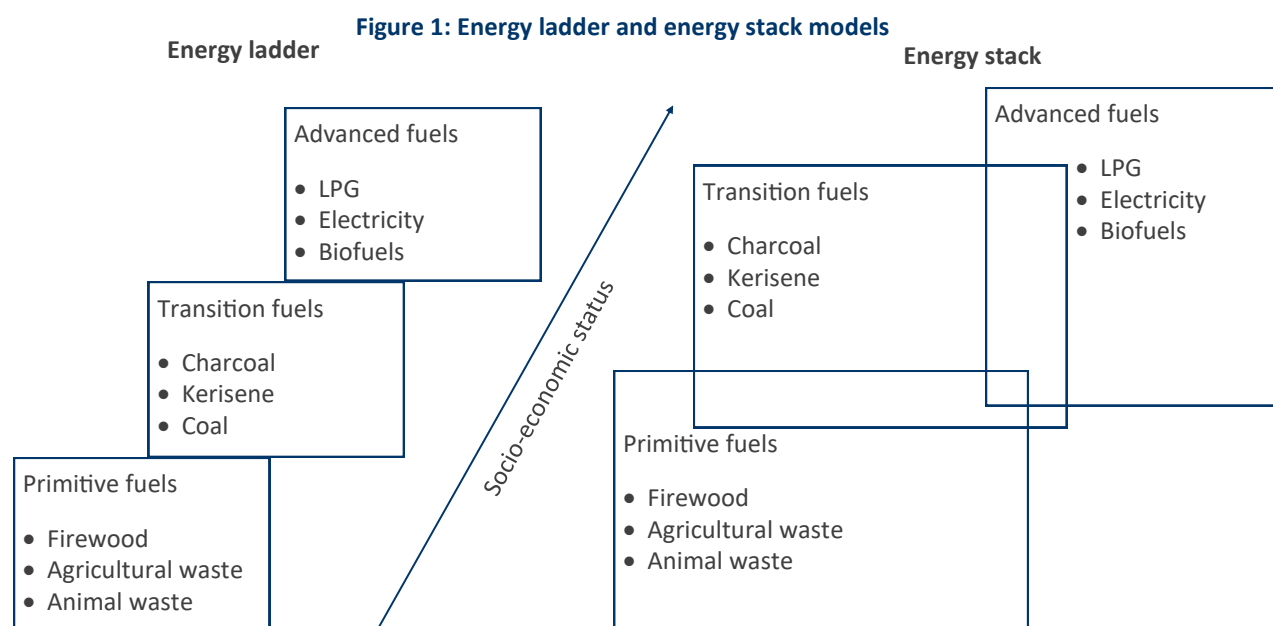 Figure 1: Energy ladder and energy stack models
Energy ladder
Advanced fuels
• LPG
• Electricity
• Biofuels
Transition fuels
• Charcoal
• Kerisene
• Coal
Primitive fuels
• Firewood
• Agricultural waste
• Animal waste
Socio-economic status
Energy stack
Advanced fuels
• LPG
• Electricity
• Biofuels
Transition fuels
• Charcoal
• Kerisene
• Coal
Primitive fuels
• Firewood
• Agricultural waste
• Animal waste